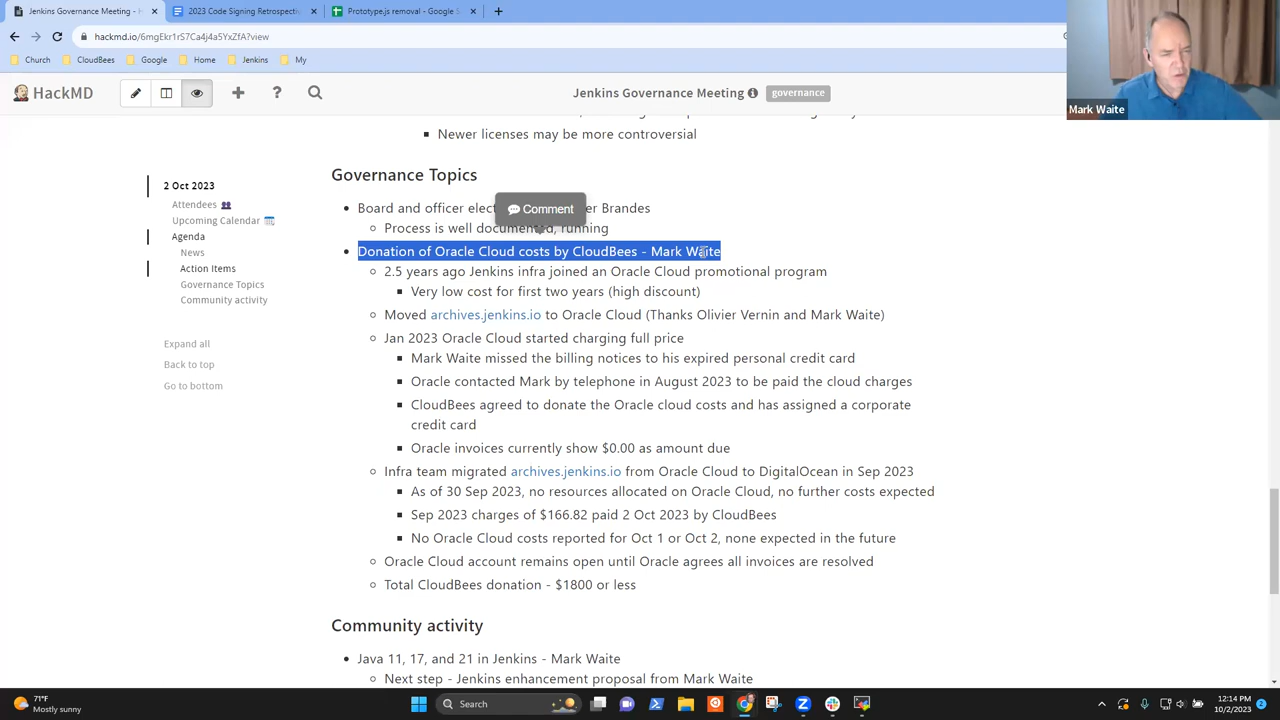 Jenkins Governance Meeting - H
2023 Code Signing Retrospectiv
Prototype.js removal - Google S
hackmd.io/6mgEkr1rS7Ca4j4a5YxZfA?view
Church
CloudBees
Google
Home
Jenkins
My
HackMD
Jenkins Governance Meeting
governance
Mark Waite
Newer licenses may be more controversial
2 Oct 2023
Attendees
Upcoming Calendar
Agenda
News
Action Items
Governance Topics
Community activity
Expand all
Back to top
Go to bottom
Governance Topics
Board and officer elect
er Brandes
Comment
Process is well documented, running
Donation of Oracle Cloud costs by CloudBees - Mark Waite
2.5 years ago Jenkins infra joined an Oracle Cloud promotional program
Very low cost for first two years (high discount)
Moved archives.jenkins.io to Oracle Cloud (Thanks Olivier Vernin and Mark Waite)
Jan 2023 Oracle Cloud started charging full price
Mark Waite missed the billing notices to his expired personal credit card
Oracle contacted Mark by telephone in August 2023 to be paid the cloud charges
CloudBees agreed to donate the Oracle cloud costs and has assigned a corporate
credit card
Oracle invoices currently show $0.00 as amount due
Infra team migrated archives.jenkins.io from Oracle Cloud to DigitalOcean in Sep 2023
As of 30 Sep 2023, no resources allocated on Oracle Cloud, no further costs expected
Sep 2023 charges of $166.82 paid 2 Oct 2023 by CloudBees
No Oracle Cloud costs reported for Oct 1 or Oct 2, none expected in the future
Oracle Cloud account remains open until Oracle agrees all invoices are resolved
Total CloudBees donation - $1800 or less
Community activity
Java 11, 17, and 21 in Jenkins - Mark Waite
Next step - Jenkins enhancement proposal from Mark Waite
71°F
Mostly sunny
Search
12:14 PM
10/2/2023